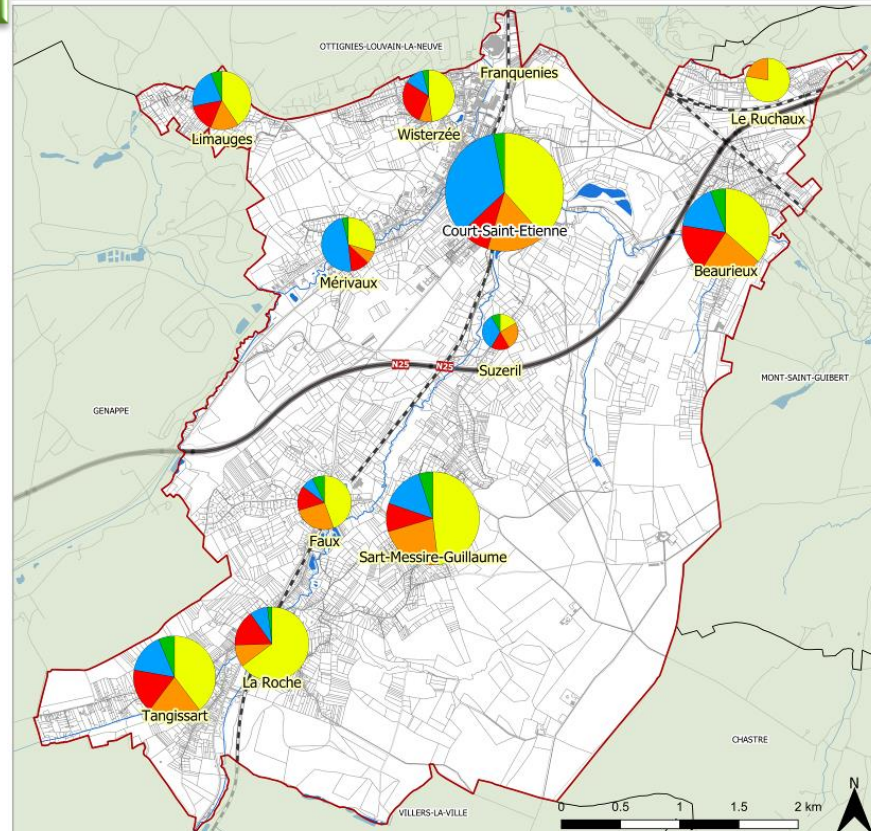 OTTIGNIES-LOUVAIN-LA-NEUVE
Franquenies
Le Ruchaux
Limauges
Wisterzée
Court-Saint-Etienne
Mérivaux
Beaurieux
Suzeril
N25
N25
MONT-SAINT-GUIBERT
GENAPPE
Faux
Sart-Messire-Guillaume
La Roche
Tangissart
CHASTRE
VILLERS-LA-VILLE
N
0 0.5 1 1.5 2 km